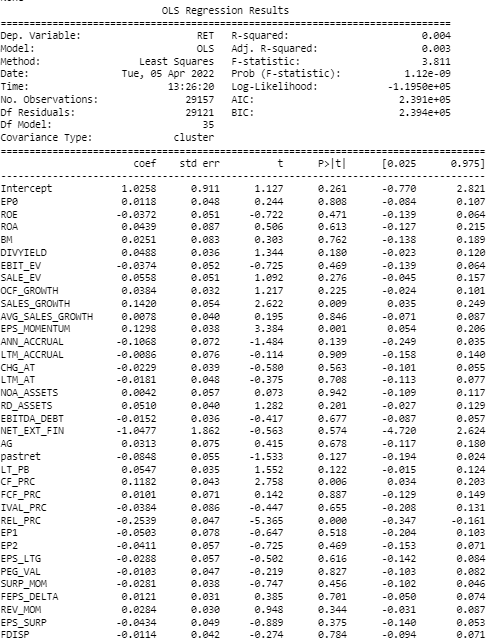 OLS Regression Results
Dep. Variable: RET R-squared: 0.004
Model: OLS Adj. R-squared: 0.003
Method: Least Squares F-statistic: 3.811
Date: Tue, 05 Apr 2022 Prob (F-statistic): 1.12e-09
Time: 13:26:20 Log-Likelihood: -1.1950e+05
No. Observations: 29157 AIC: 2.391e+05
Df Residuals: 29121 BIC: 2.394e+05
Df Model: 35
Covariance Type: cluster
coef std err t P>|t| [0.025 0.975]
Intercept 1.0258 0.911 1.127 0.261 -0.770 2.821
EP0 0.0118 0.048 0.244 0.808 -0.084 0.107
ROE -0.0372 0.051 -0.722 0.471 -0.139 0.064
ROA 0.0439 0.087 0.506 0.613 -0.127 0.215
BM 0.0251 0.083 0.303 0.762 -0.138 0.189
DIVYIELD 0.0488 0.036 1.344 0.180 -0.023 0.120
EBIT_EV -0.0374 0.052 -0.725 0.469 -0.139 0.064
SALE_EV 0.0558 0.051 1.092 0.276 -0.045 0.157
OCF_GROWTH 0.0384 0.032 1.217 0.225 -0.024 0.101
SALES_GROWTH 0.1420 0.054 2.622 0.009 0.035 0.249
AVG_SALES_GROWTH 0.0078 0.040 0.195 0.846 -0.071 0.087
EPS_MOMENTUM 0.1298 0.038 3.384 0.001 0.054 0.206
ANN_ACCRUAL -0.1068 0.072 -1.484 0.139 -0.249 0.035
LTM_ACCRUAL -0.0086 0.076 -0.114 0.909 -0.158 0.140
CHG_AT -0.0229 0.039 -0.580 0.563 -0.101 0.055
LTM_AT -0.0181 0.048 -0.375 0.708 -0.113 0.077
NOA_ASSETS 0.0042 0.057 0.073 0.942 -0.109 0.117
RD_ASSETS 0.0510 0.040 1.282 0.201 -0.027 0.129
EBITDA_DEBT -0.0152 0.036 -0.417 0.677 -0.087 0.057
NET_EXT_FIN -1.0477 1.862 -0.563 0.574 -4.720 2.624
AG 0.0313 0.075 0.415 0.678 -0.117 0.180
pastret -0.0848 0.055 -1.533 0.127 -0.194 0.024
LT_PB 0.0547 0.035 1.552 0.122 -0.015 0.124
CF_PRC 0.1182 0.043 2.758 0.006 0.034 0.203
FCF_PRC 0.0101 0.071 0.142 0.887 -0.129 0.149
IVAL_PRC -0.0384 0.086 -0.447 0.655 -0.208 0.131
REL_PRC -0.2539 0.047 -5.365 0.000 -0.347 -0.161
EP1 -0.0503 0.078 -0.647 0.518 -0.204 0.103
EP2 -0.0411 0.057 -0.725 0.469 -0.153 0.071
EPS_LTG -0.0288 0.057 -0.502 0.616 -0.142 0.084
PEG_VAL -0.0103 0.047 -0.219 0.827 -0.103 0.082
SURP_MOM -0.0281 0.038 -0.747 0.456 -0.102 0.046
FEPS_DELTA 0.0121 0.031 0.385 0.701 -0.050 0.074
REV_MOM 0.0284 0.030 0.948 0.344 -0.031 0.087
EPS_SURP -0.0434 0.049 -0.889 0.375 -0.140 0.053
FDISP -0.0114 0.042 -0.274 0.784 -0.094 0.071